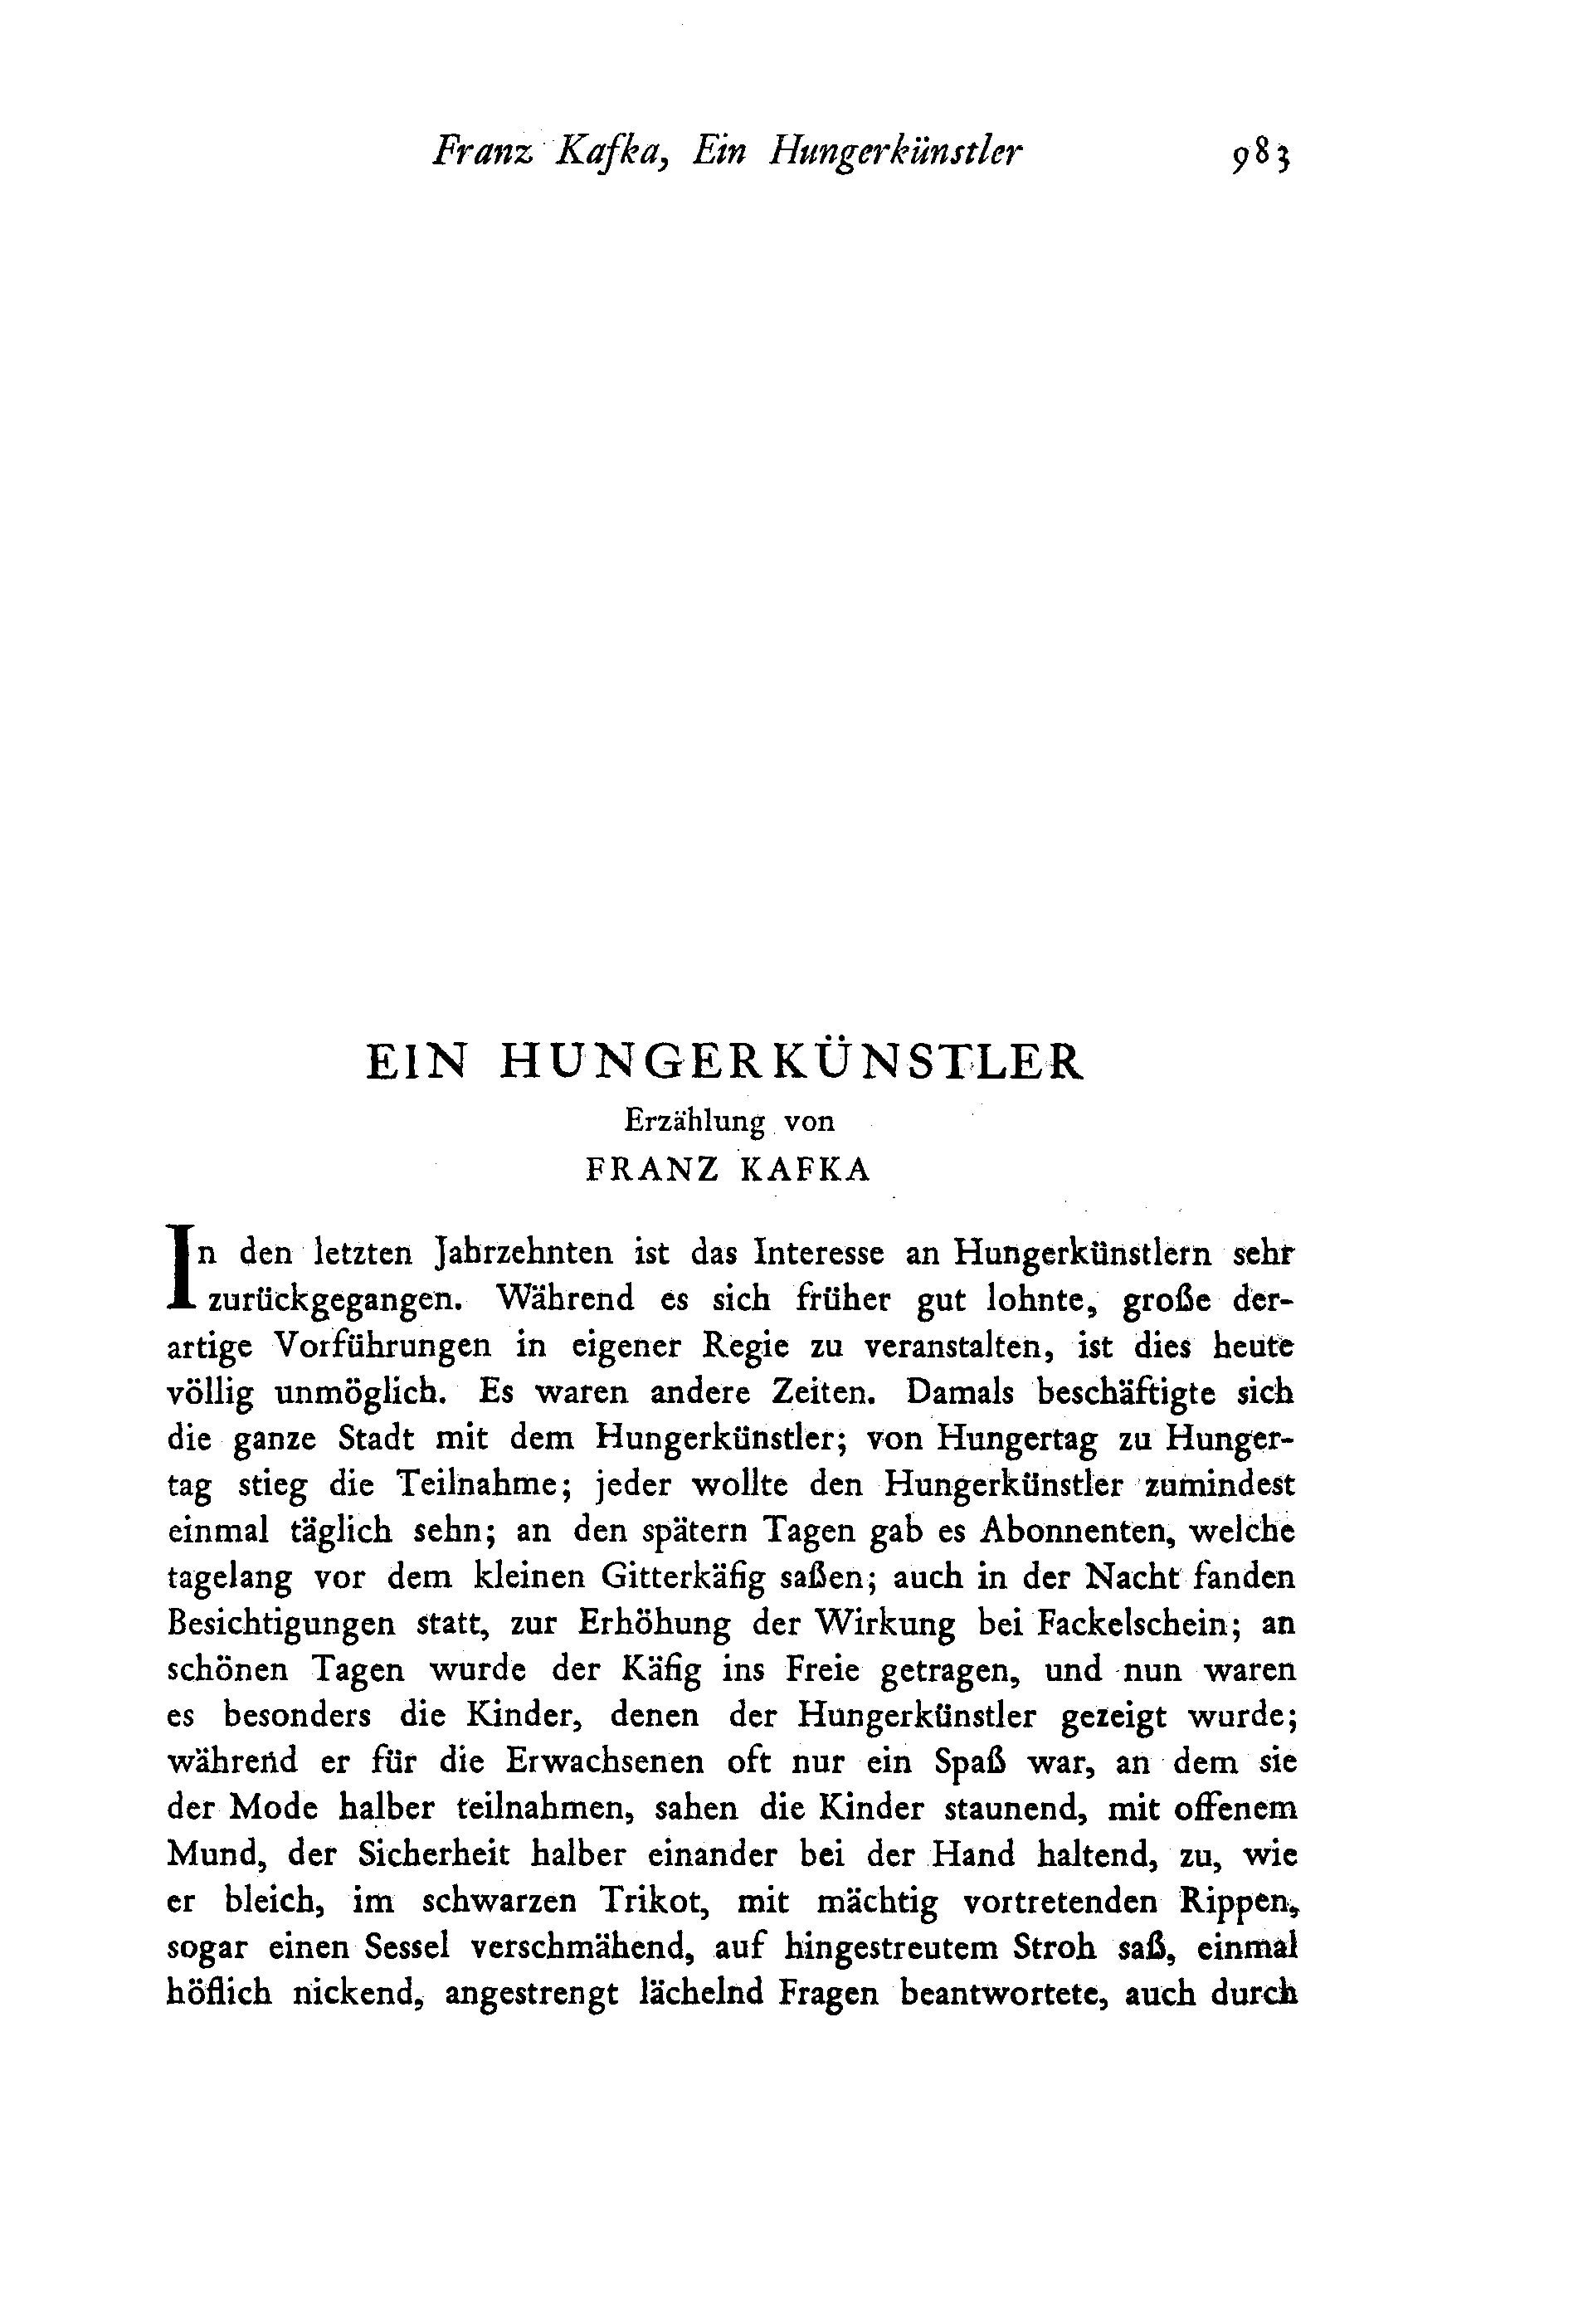 Franz Kafka, Ein Hungerkünstler 983
EIN HUNGERKÜNSTLER
Erzählung von
FRANZ KAFKA
In den letzten Jahrzehnten ist das Interesse an Hungerkünstlern sehr
zurückgegangen. Während es sich früher gut lohnte, große der-
artige Vorführungen in eigener Regie zu veranstalten, ist dies heute
völlig unmöglich. Es waren andere Zeiten. Damals beschäftigte sich
die ganze Stadt mit dem Hungerkünstler; von Hungertag zu Hunger-
tag stieg die Teilnahme; jeder wollte den Hungerkünstler zumindest
einmal täglich sehn; an den spätern Tagen gab es Abonnenten, welche
tagelang vor dem kleinen Gitterkäfig saßen; auch in der Nacht fanden
Besichtigungen statt, zur Erhöhung der Wirkung bei Fackelschein; an
schönen Tagen wurde der Käfig ins Freie getragen, und nun waren
es besonders die Kinder, denen der Hungerkünstler gezeigt wurde;
während er für die Erwachsenen oft nur ein Spaß war, an dem sie
der Mode halber teilnahmen, sahen die Kinder staunend, mit offenem
Mund, der Sicherheit halber einander bei der Hand haltend, zu, wie
er bleich, im schwarzen Trikot, mit mächtig vortretenden Rippen,
sogar einen Sessel verschmähend, auf hingestreutem Stroh saß, einmal
höflich nickend, angestrengt lächelnd Fragen beantwortete, auch durch